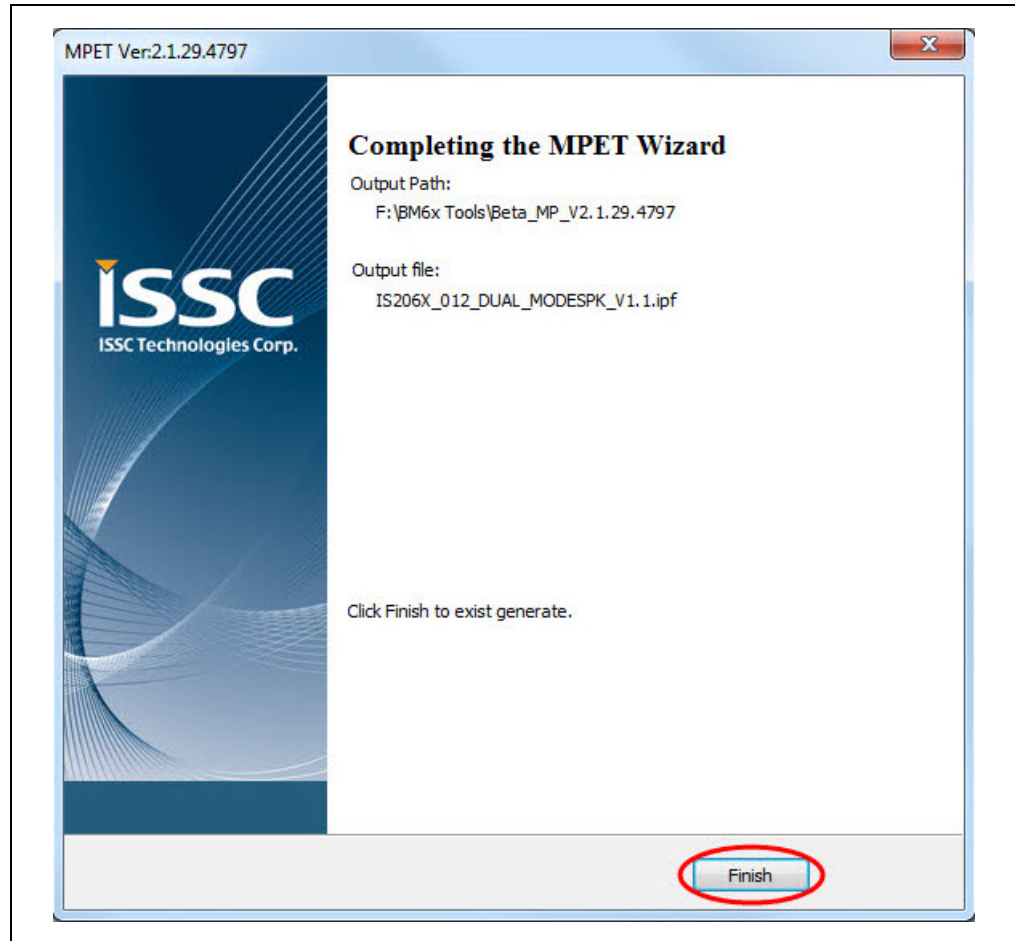 MPET Ver:2.1.29.4797
x
Completing the MPET Wizard
Output Path:
F:\BM6x Tools\Beta_MP_V2.1.29.4797
Output file:
IS206X_012_DUAL_MODESPK_V1.1.ipf
ISSC
ISSC Technologies Corp.
Click Finish to exist generate.
Finish